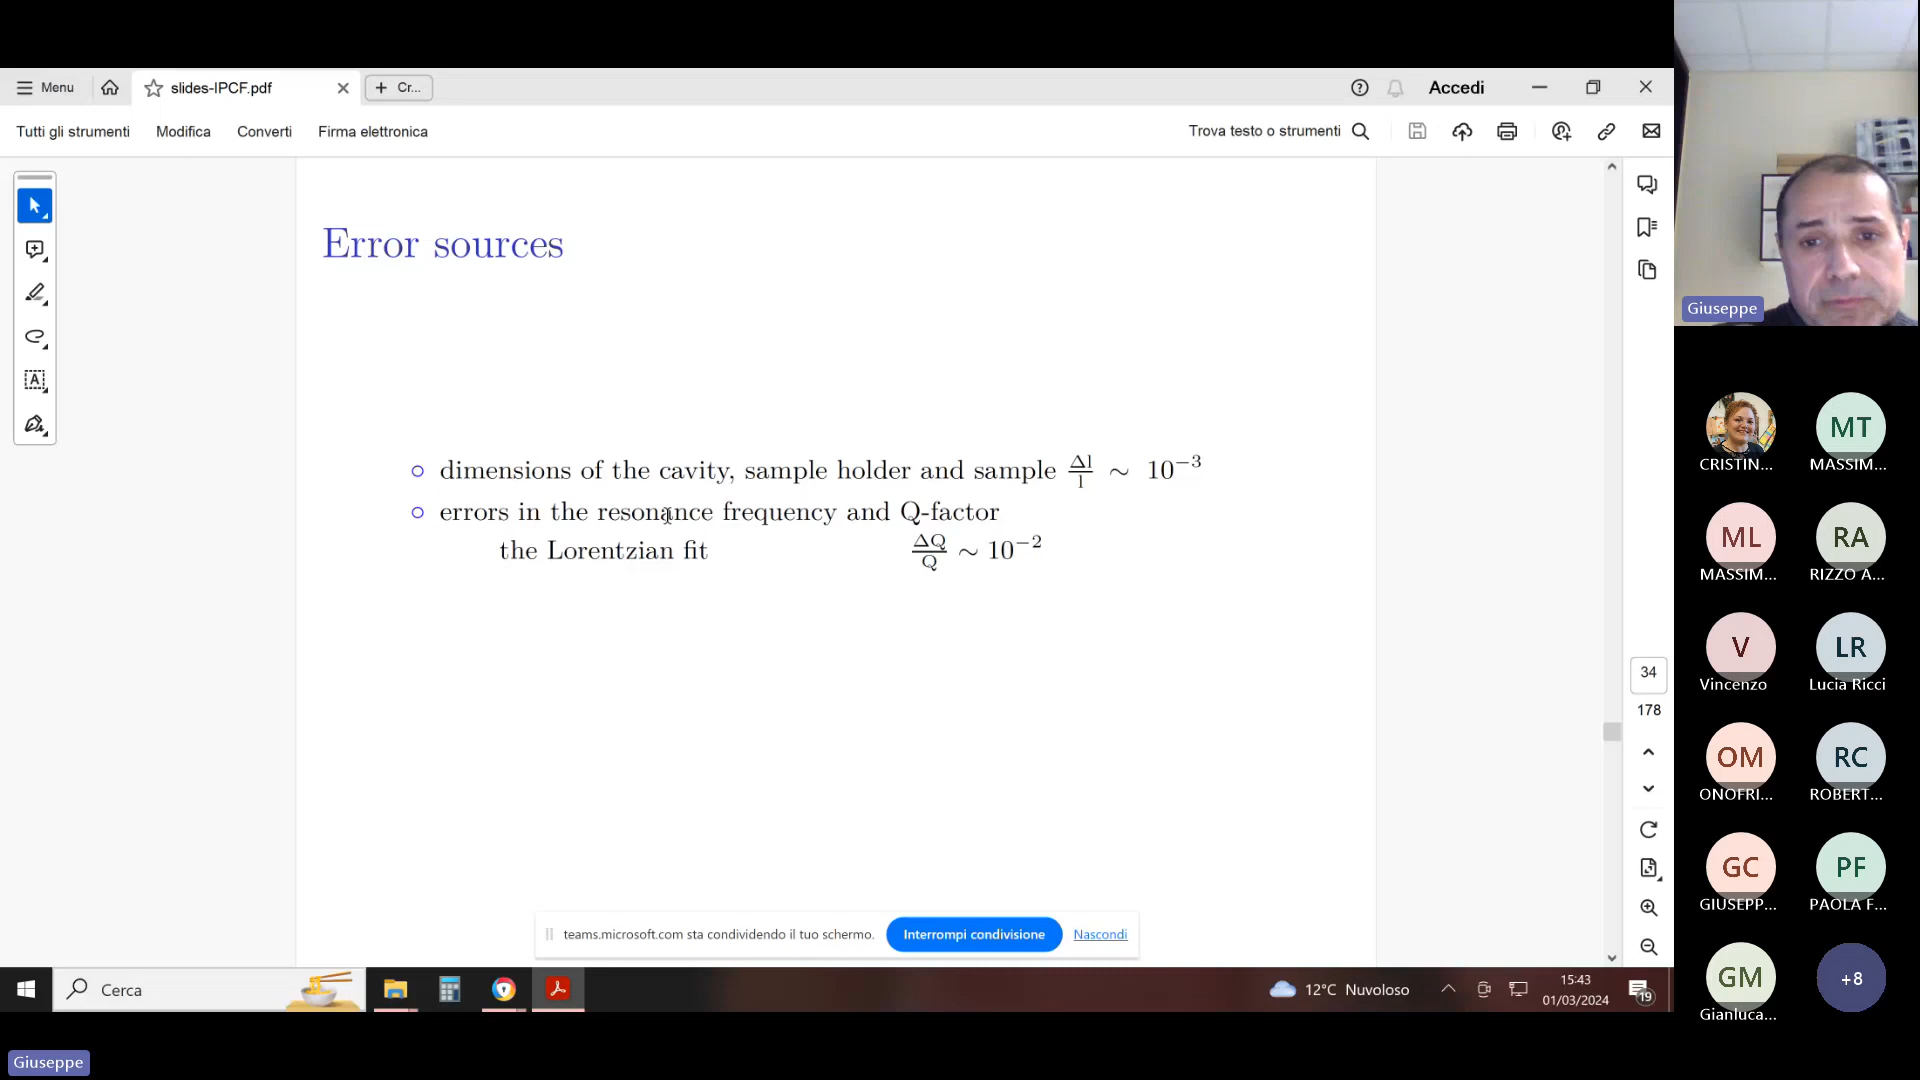 Menu
slides-IPCF.pdf
Cr...
Accedi
Tutti gli strumenti
Modifica
Converti
Firma elettronica
Trova testo o strumenti
Error sources
dimensions of the cavity, sample holder and sample Δl/l ∼ 10⁻³
errors in the resonance frequency and Q-factor
the Lorentzian fit ΔQ/Q ∼ 10⁻²
34
178
teams.microsoft.com sta condividendo il tuo schermo.
Interrompi condivisione
Nascondi
Cerca
12°C Nuvoloso
15:43
01/03/2024
19
Giuseppe
CRISTIN...
MT
MASSIM...
ML
MASSIM...
RA
RIZZO A...
V
Vincenzo
LR
Lucia Ricci
OM
ONOFRI...
RC
ROBERT...
GC
GIUSEPP...
PF
PAOLA F...
GM
Gianluca...
+8
Giuseppe